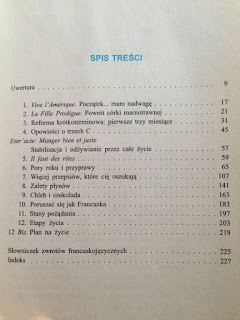 SPIS TREŚCI
Uwertura 9
1. Vive l'Amérique. Początek... mam nadwagę 17
2. La Fille Prodigue. Powrót córki marnotrawnej 21
3. Reforma krótkoterminowa: pierwsze trzy miesiące 31
4. Opowieści o trzech C 45
Entr'acte: Manger bien et juste
Stabilizacja i odżywianie przez całe życie 57
5. Il faut des rites 59
6. Pory roku i przyprawy 65
7. Więcej przepisów, które cię oszukają 107
8. Zalety płynów 141
9. Chleb i czekolada 163
10. Poruszać się jak Francuzka 183
11. Stany pożądania 197
12. Etapy życia 203
12 Bis: Plan na życie 219
Słowniczek zwrotów francuskojęzycznych 225
Indeks 227